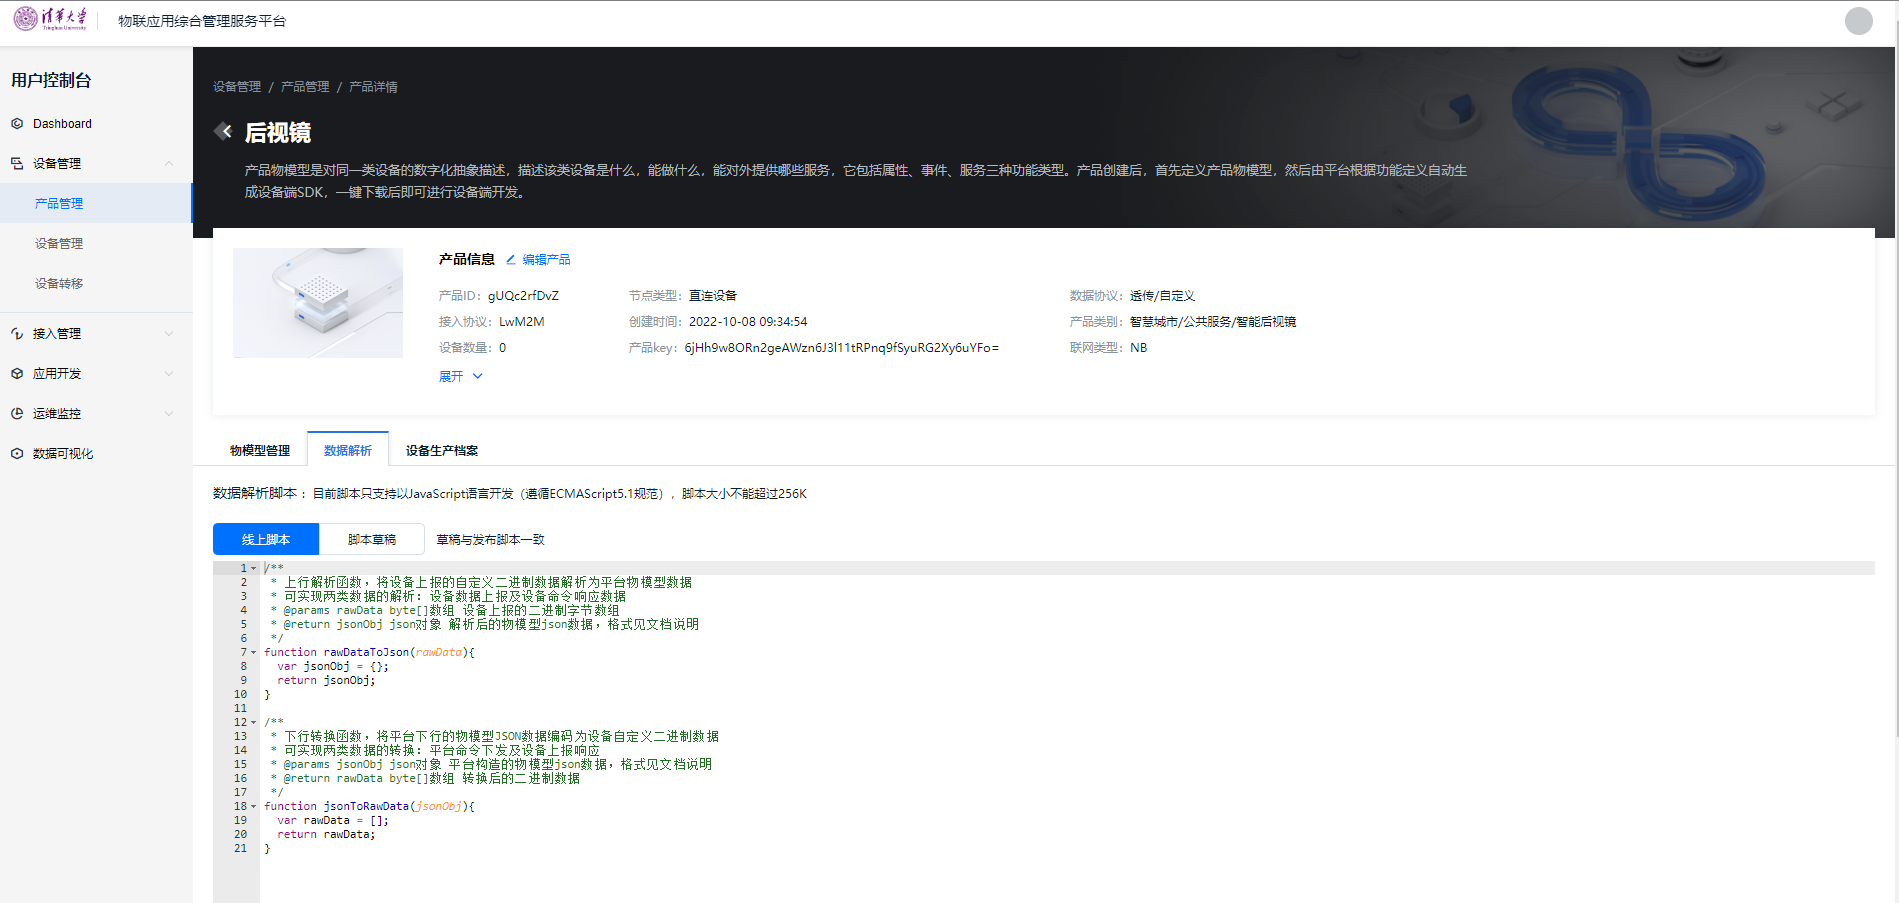 清华大学
Tsinghua University
物联应用综合管理服务平台
用户控制台
Dashboard
设备管理
产品管理
设备管理
设备转移
接入管理
应用开发
运维监控
数据可视化
设备管理 / 产品管理 / 产品详情
后视镜
产品物模型是对同一类设备的数字化抽象描述，描述该类设备是什么，能做什么，能对外提供哪些服务，它包括属性、事件、服务三种功能类型。产品创建后，首先定义产品物模型，然后由平台根据功能定义自动生
成设备端SDK，一键下载后即可进行设备端开发。
产品信息 编辑产品
产品ID: gUQc2rfDvZ 节点类型: 直连设备 数据协议: 透传/自定义
接入协议: LwM2M 创建时间: 2022-10-08 09:34:54 产品类别: 智慧城市/公共服务/智能后视镜
设备数量: 0 产品key: 6jHh9w8ORn2geAWzn6J3l11tRPnq9fSyuRG2Xy6uYFo= 联网类型: NB
展开
物模型管理 数据解析 设备生产档案
数据解析脚本： 目前脚本只支持以JavaScript语言开发（遵循ECMAScript5.1规范），脚本大小不能超过256K
线上脚本 脚本草稿 草稿与发布脚本一致
1 /**
2 * 上行解析函数，将设备上报的自定义二进制数据解析为平台物模型数据
3 * 可实现两类数据的解析: 设备数据上报及设备命令响应数据
4 * @params rawData byte[]数组 设备上报的二进制字节数组
5 * @return jsonObj json对象 解析后的物模型json数据，格式见文档说明
6 */
7 function rawDataToJson(rawData){
8 var jsonObj = {};
9 return jsonObj;
10 }
11
12 /**
13 * 下行转换函数，将平台下行的物模型JSON数据编码为设备自定义二进制数据
14 * 可实现两类数据的转换: 平台命令下发及设备上报响应
15 * @params jsonObj json对象 平台构造的物模型json数据，格式见文档说明
16 * @return rawData byte[]数组 转换后的二进制数据
17 */
18 function jsonToRawData(jsonObj){
19 var rawData = [];
20 return rawData;
21 }